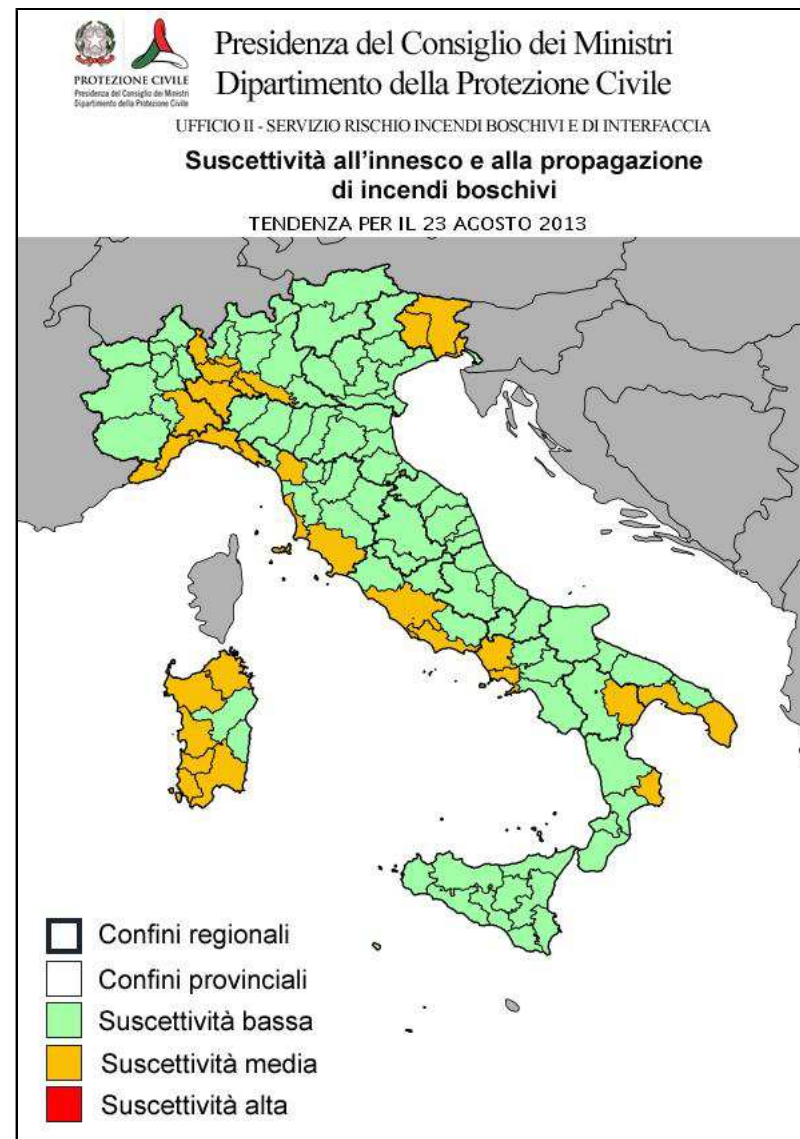 Presidenza del Consiglio dei Ministri
Dipartimento della Protezione Civile
PROTEZIONE CIVILE
Presidenza del Consiglio dei Ministri
Dipartimento della Protezione Civile
UFFICIO II - SERVIZIO RISCHIO INCENDI BOSCHIVI E DI INTERFACCIA
Suscettività all'innesco e alla propagazione
di incendi boschivi
TENDENZA PER IL 23 AGOSTO 2013
Confini regionali
Confini provinciali
Suscettività bassa
Suscettività media
Suscettività alta